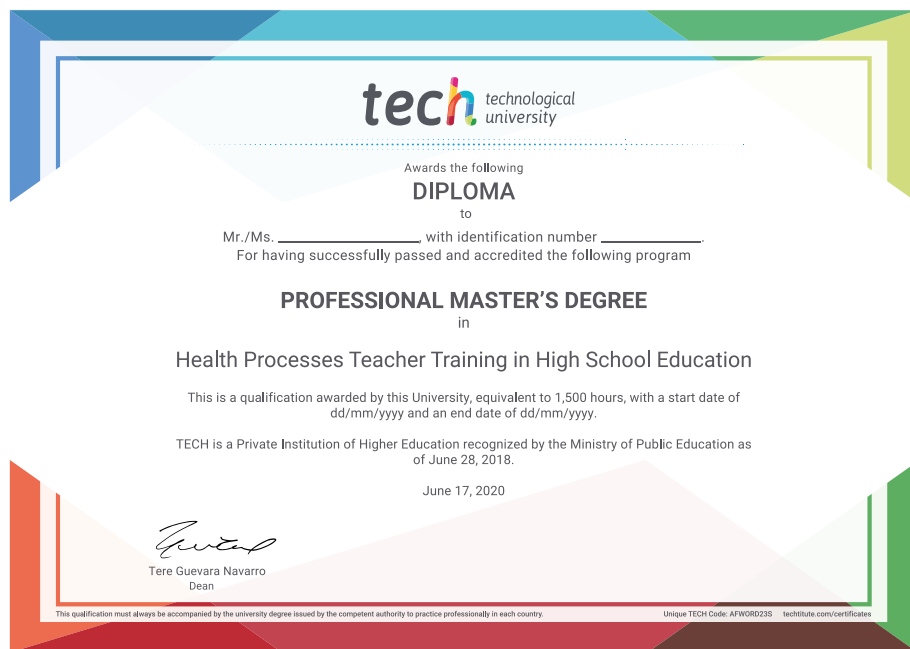 tech technological
university
Awards the following
DIPLOMA
to
Mr./Ms. ____________________, with identification number ______________.
For having successfully passed and accredited the following program
PROFESSIONAL MASTER'S DEGREE
in
Health Processes Teacher Training in High School Education
This is a qualification awarded by this University, equivalent to 1,500 hours, with a start date of
dd/mm/yyyy and an end date of dd/mm/yyyy.
TECH is a Private Institution of Higher Education recognized by the Ministry of Public Education as
of June 28, 2018.
June 17, 2020
Tere Guevara Navarro
Dean
This qualification must always be accompanied by the university degree issued by the competent authority to practice professionally in each country.
Unique TECH Code: AFWORD23S techtitute.com/certificates